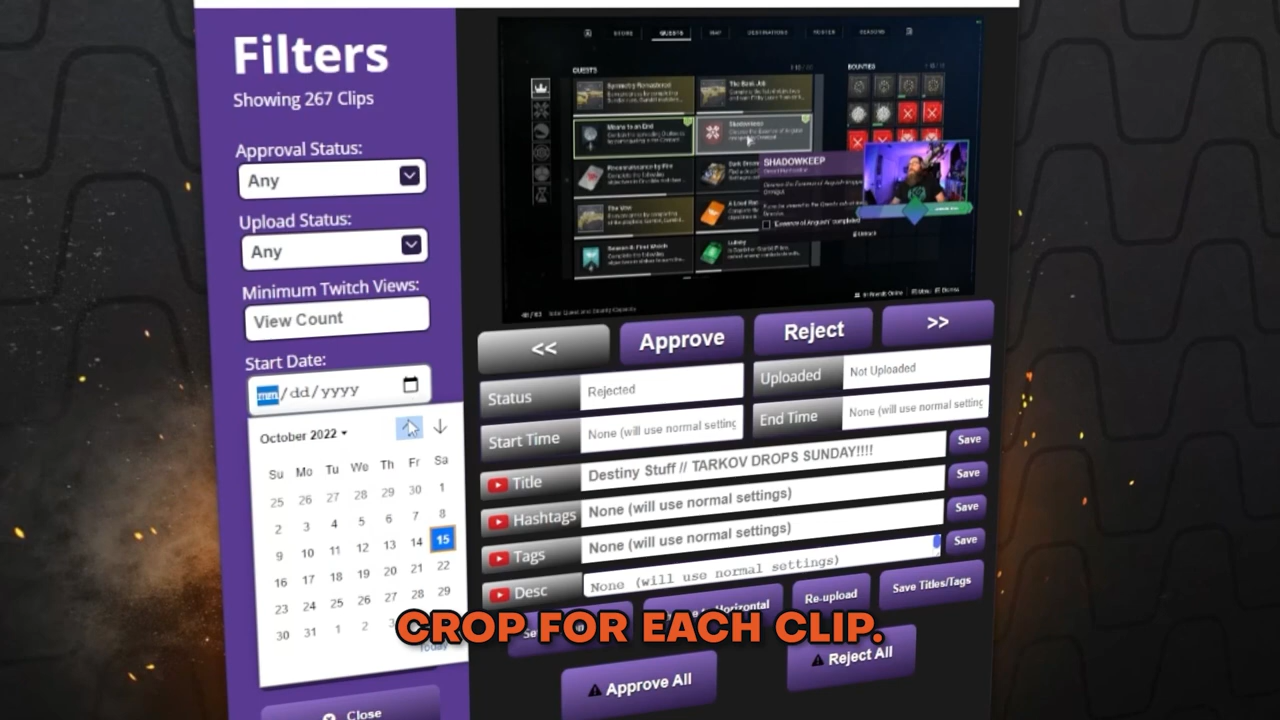 Filters
Showing 267 Clips
Approval Status:
Any
Upload Status:
Any
Minimum Twitch Views:
View Count
Start Date:
mm/dd/yyyy
October 2022
Su Mo Tu We Th Fr Sa
25 26 27 28 29 30 1
2 3 4 5 6 7 8
9 10 11 12 13 14 15
16 17 18 19 20 21 22
23 24 25 26 27 28 29
30 31 1 2 3
Today
Close
QUESTS
BOUNTIES
Means to an End
Shadowkeep
SHADOWKEEP
<< Approve Reject >>
Status Rejected
Uploaded Not Uploaded
Start Time None (will use normal setting
End Time None (will use normal setting
Title Destiny Stuff // TARKOV DROPS SUNDAY!!!! Save
Hashtags None (will use normal settings) Save
Tags None (will use normal settings) Save
Desc None (will use normal settings) Save
Horizontal Re-upload Save Titles/Tags
CROP FOR EACH CLIP.
Approve All Reject All